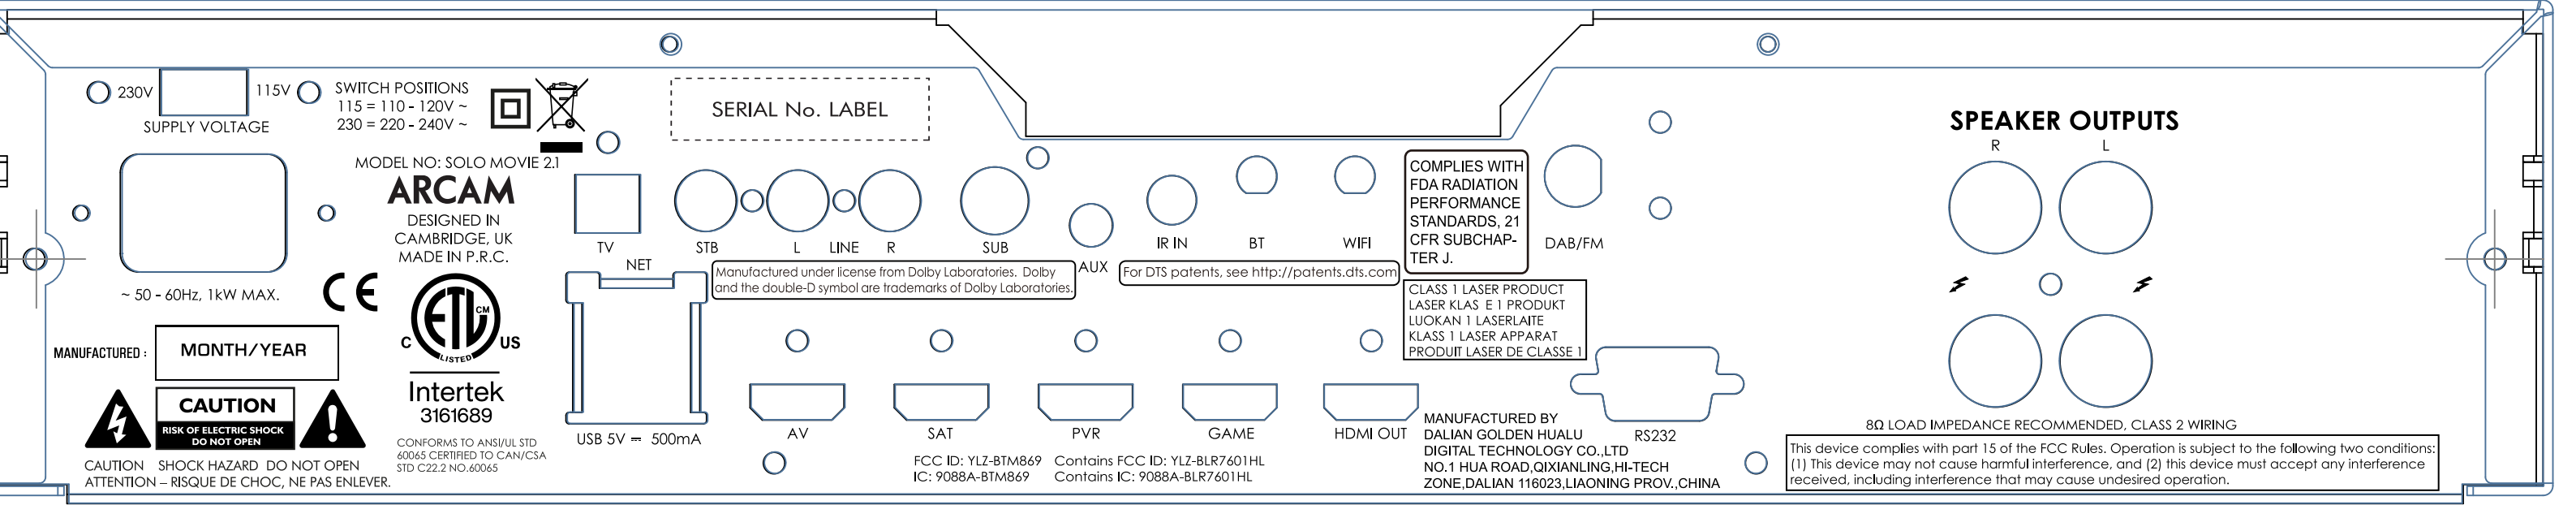 230V
115V
SUPPLY VOLTAGE
SWITCH POSITIONS
115 = 110 - 120V ~
230 = 220 - 240V ~
MODEL NO: SOLO MOVIE 2.1
ARCAM
DESIGNED IN
CAMBRIDGE, UK
MADE IN P.R.C.
~ 50 - 60Hz, 1kW MAX.
CE
MANUFACTURED :
MONTH/YEAR
CAUTION
RISK OF ELECTRIC SHOCK
DO NOT OPEN
CAUTION SHOCK HAZARD DO NOT OPEN
ATTENTION – RISQUE DE CHOC, NE PAS ENLEVER.
ETL
CM
LISTED
C
US
Intertek
3161689
CONFORMS TO ANSI/UL STD
60065 CERTIFIED TO CAN/CSA
STD C22.2 NO.60065
SERIAL No. LABEL
TV
STB
L
LINE
R
SUB
AUX
IR IN
BT
WIFI
DAB/FM
NET
USB 5V ⎓ 500mA
Manufactured under license from Dolby Laboratories. Dolby
and the double-D symbol are trademarks of Dolby Laboratories.
For DTS patents, see http://patents.dts.com
COMPLIES WITH
FDA RADIATION
PERFORMANCE
STANDARDS, 21
CFR SUBCHAP-
TER J.
CLASS 1 LASER PRODUCT
LASER KLAS E 1 PRODUKT
LUOKAN 1 LASERLAITE
KLASS 1 LASER APPARAT
PRODUIT LASER DE CLASSE 1
AV
SAT
PVR
GAME
HDMI OUT
FCC ID: YLZ-BTM869 Contains FCC ID: YLZ-BLR7601HL
IC: 9088A-BTM869 Contains IC: 9088A-BLR7601HL
MANUFACTURED BY
DALIAN GOLDEN HUALU
DIGITAL TECHNOLOGY CO.,LTD
NO.1 HUA ROAD,QIXIANLING,HI-TECH
ZONE,DALIAN 116023,LIAONING PROV.,CHINA
RS232
SPEAKER OUTPUTS
R
L
8Ω LOAD IMPEDANCE RECOMMENDED, CLASS 2 WIRING
This device complies with part 15 of the FCC Rules. Operation is subject to the following two conditions:
(1) This device may not cause harmful interference, and (2) this device must accept any interference
received, including interference that may cause undesired operation.